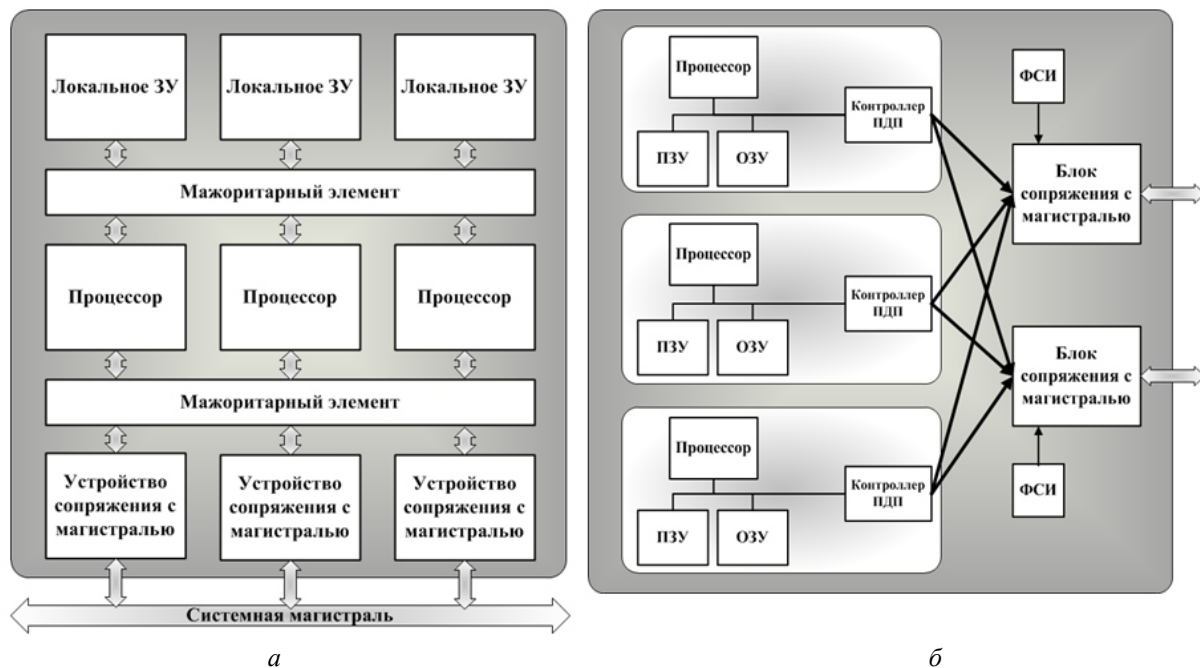 Локальное ЗУ
Локальное ЗУ
Локальное ЗУ
Мажоритарный элемент
Процессор
Процессор
Процессор
Мажоритарный элемент
Устройство
сопряжения с
магистралью
Устройство
сопряжения с
магистралью
Устройство
сопряжения с
магистралью
Системная магистраль
а
Процессор
ПЗУ
ОЗУ
Контроллер
ПДП
Процессор
ПЗУ
ОЗУ
Контроллер
ПДП
Процессор
ПЗУ
ОЗУ
Контроллер
ПДП
ФСИ
Блок
сопряжения с
магистралью
Блок
сопряжения с
магистралью
ФСИ
б